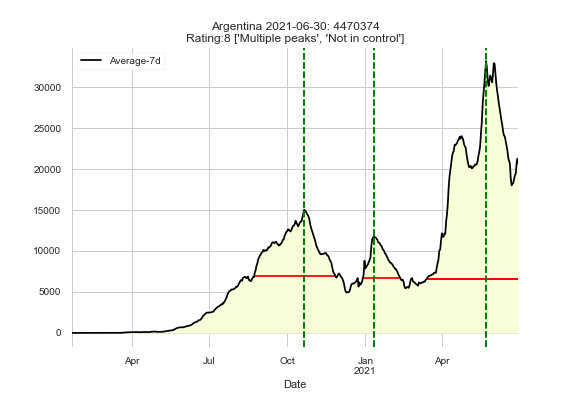 Argentina 2021-06-30: 4470374
Rating:8 ['Multiple peaks', 'Not in control']
Average-7d
30000
25000
20000
15000
10000
5000
0
Apr
Jul
Oct
Jan
2021
Apr
Date